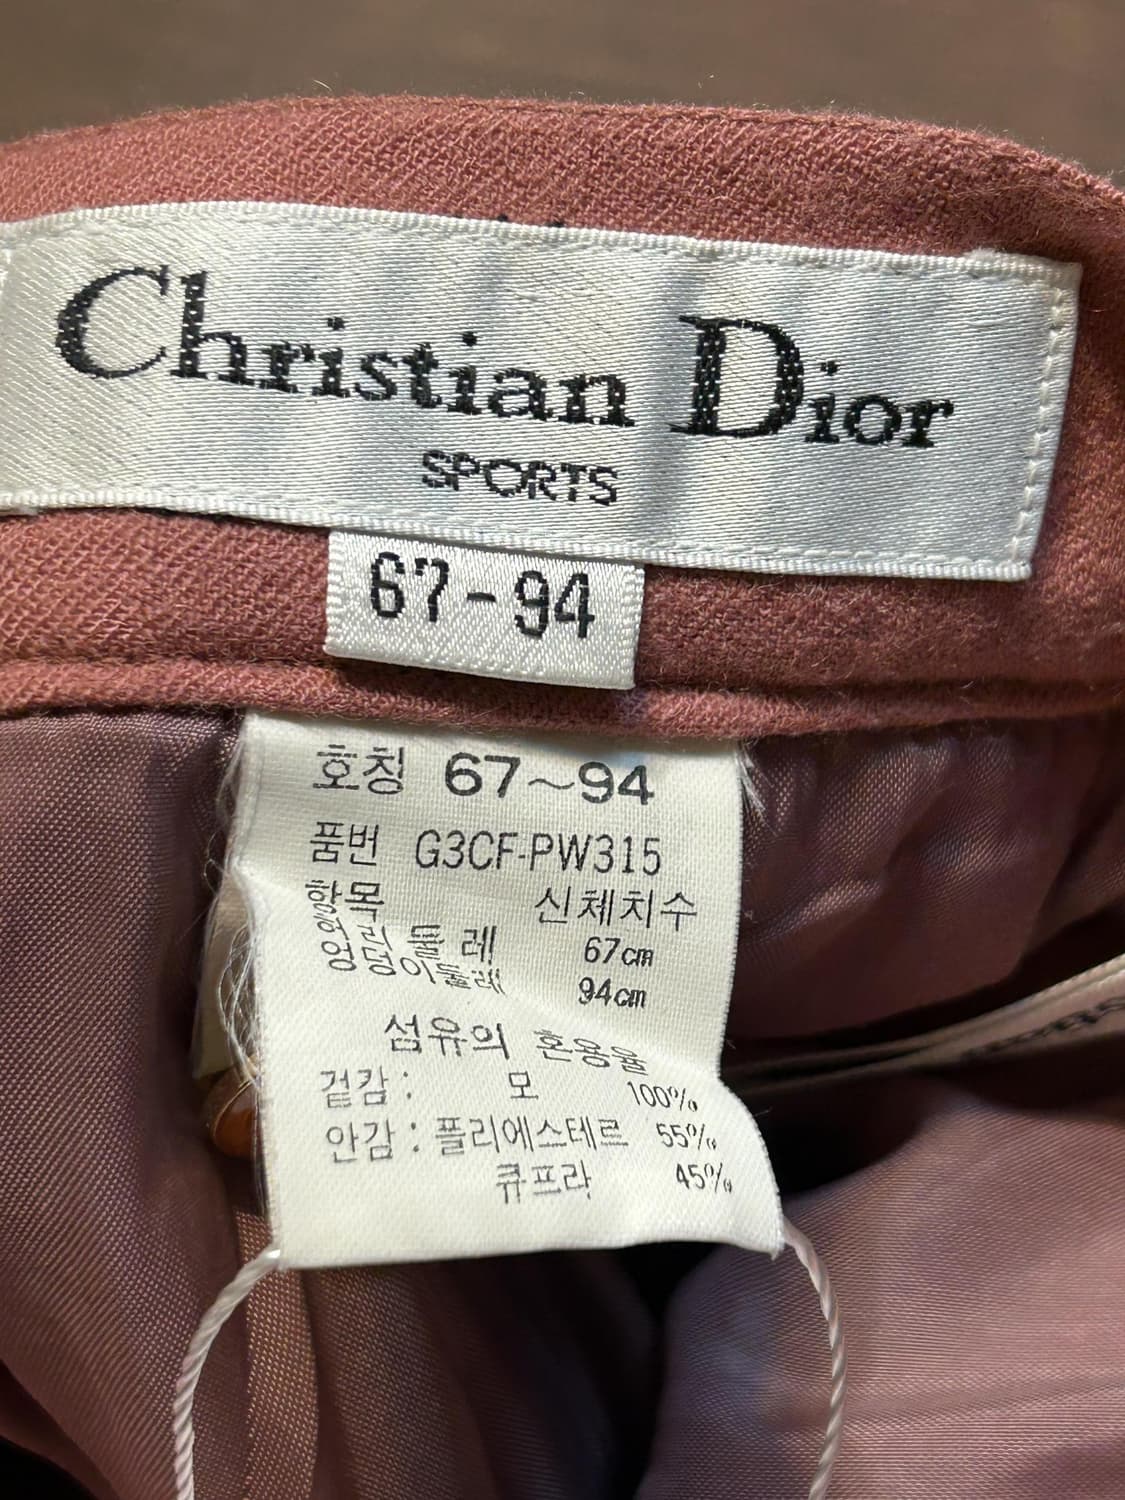 Christian Dior
SPORTS
67-94
호칭 67~94
품번 G3CF-PW315
항목 신체치수
허리둘레 67cm
엉덩이둘레 94cm
섬유의 혼용율
겉감: 모 100%
안감: 폴리에스테르 55%
큐프라 45%